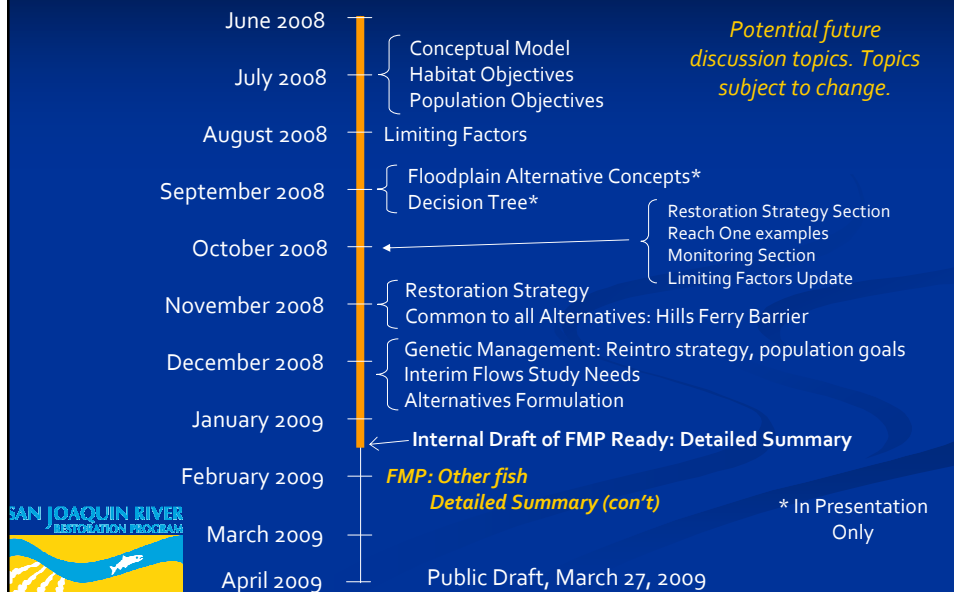 June 2008
Potential future
discussion topics. Topics
subject to change.
Conceptual Model
July 2008
Habitat Objectives
Population Objectives
August 2008
Limiting Factors
Floodplain Alternative Concepts*
September 2008
Decision Tree*
Restoration Strategy Section
Reach One examples
October 2008
Monitoring Section
Limiting Factors Update
Restoration Strategy
November 2008
Common to all Alternatives: Hills Ferry Barrier
Genetic Management: Reintro strategy, population goals
December 2008
Interim Flows Study Needs
Alternatives Formulation
January 2009
Internal Draft of FMP Ready: Detailed Summary
February 2009
FMP: Other fish
Detailed Summary (con't)
* In Presentation
Only
SAN JOAQUIN RIVER
RESTORATION PROGRAM
March 2009
April 2009
Public Draft, March 27, 2009